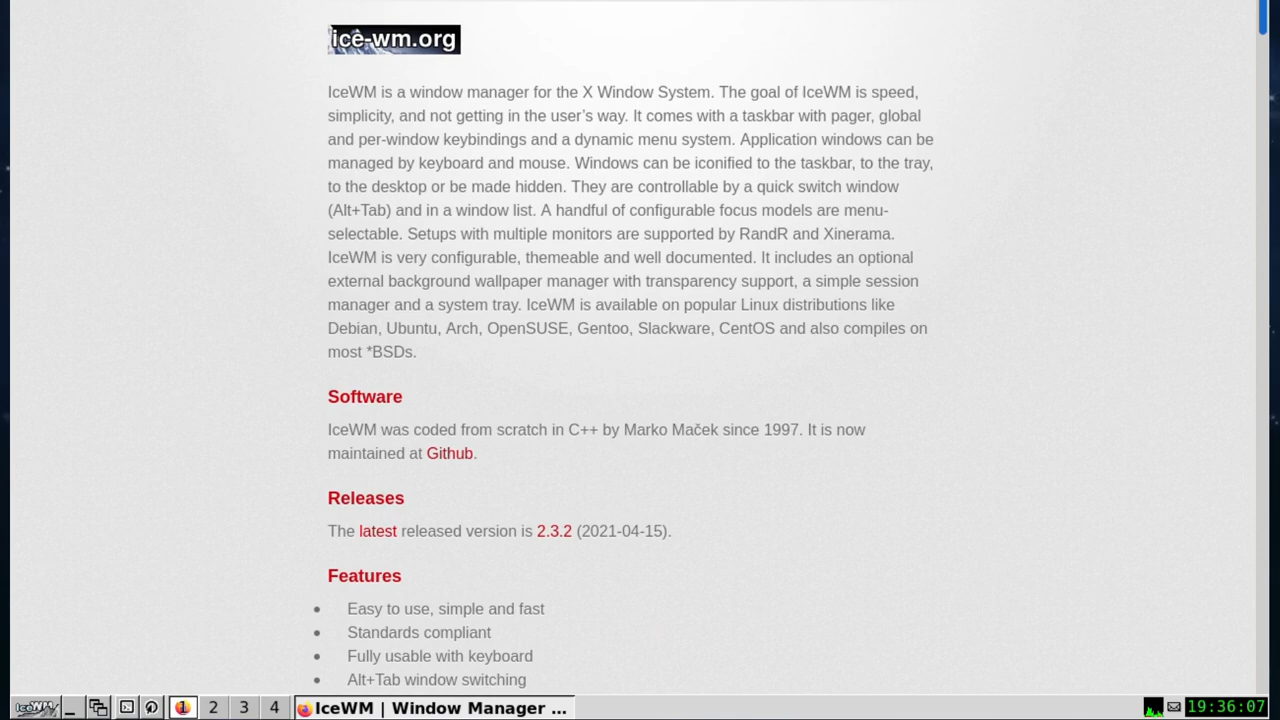 ice-wm.org
IceWM is a window manager for the X Window System. The goal of IceWM is speed,
simplicity, and not getting in the user’s way. It comes with a taskbar with pager, global
and per-window keybindings and a dynamic menu system. Application windows can be
managed by keyboard and mouse. Windows can be iconified to the taskbar, to the tray,
to the desktop or be made hidden. They are controllable by a quick switch window
(Alt+Tab) and in a window list. A handful of configurable focus models are menu-
selectable. Setups with multiple monitors are supported by RandR and Xinerama.
IceWM is very configurable, themeable and well documented. It includes an optional
external background wallpaper manager with transparency support, a simple session
manager and a system tray. IceWM is available on popular Linux distributions like
Debian, Ubuntu, Arch, OpenSUSE, Gentoo, Slackware, CentOS and also compiles on
most *BSDs.
Software
IceWM was coded from scratch in C++ by Marko Maček since 1997. It is now
maintained at Github.
Releases
The latest released version is 2.3.2 (2021-04-15).
Features
• Easy to use, simple and fast
• Standards compliant
• Fully usable with keyboard
• Alt+Tab window switching
IceWM 1 2 3 4 IceWM | Window Manager ... 19:36:07